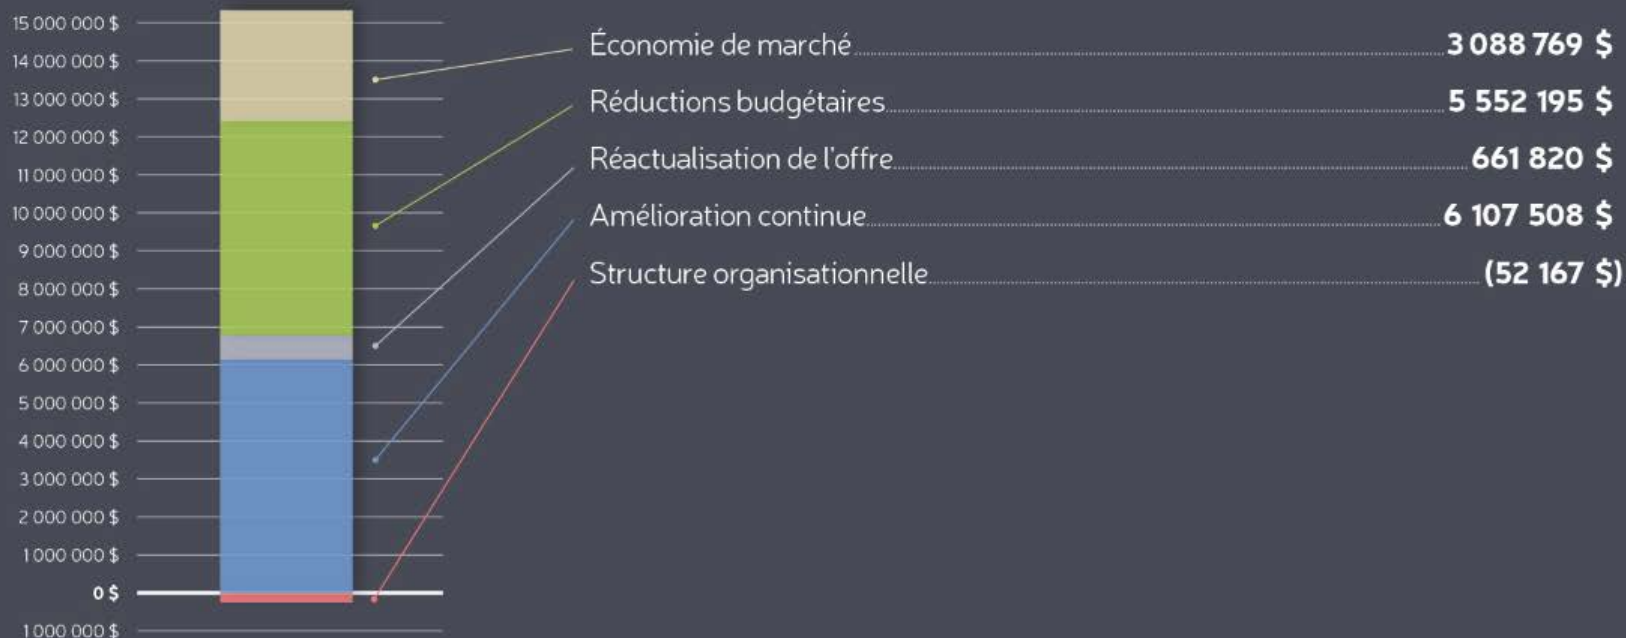 15 000 000 $
14 000 000 $
13 000 000 $
12 000 000 $
11 000 000 $
10 000 000 $
9 000 000 $
8 000 000 $
7 000 000 $
6 000 000 $
5 000 000 $
4 000 000 $
3 000 000 $
2 000 000 $
1 000 000 $
0 $
1 000 000 $
Économie de marché 3 088 769 $
Réductions budgétaires 5 552 195 $
Réactualisation de l'offre 661 820 $
Amélioration continue 6 107 508 $
Structure organisationnelle (52 167 $)